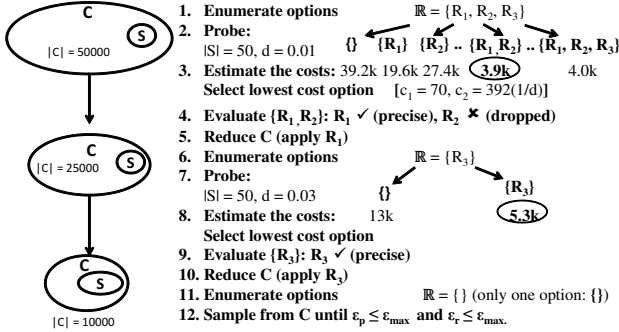 C
S
|C| = 50000
C
S
|C| = 25000
C
S
|C| = 10000
1. Enumerate options ℝ = {R₁, R₂, R₃}
2. Probe:
|S| = 50, d = 0.01 {} {R₁} {R₂} .. {R₁,R₂} .. {R₁, R₂, R₃}
3. Estimate the costs: 39.2k 19.6k 27.4k 3.9k 4.0k
Select lowest cost option [c₁ = 70, c₂ = 392(1/d)]
4. Evaluate {R₁,R₂}: R₁ ✓ (precise), R₂ ✘ (dropped)
5. Reduce C (apply R₁)
6. Enumerate options ℝ = {R₃}
7. Probe:
|S| = 50, d = 0.03 {} {R₃}
8. Estimate the costs: 13k 5.3k
Select lowest cost option
9. Evaluate {R₃}: R₃ ✓ (precise)
10. Reduce C (apply R₃)
11. Enumerate options ℝ = { } (only one option: {})
12. Sample from C until εₚ ≤ εₘₐₓ and εᵣ ≤ εₘₐₓ.